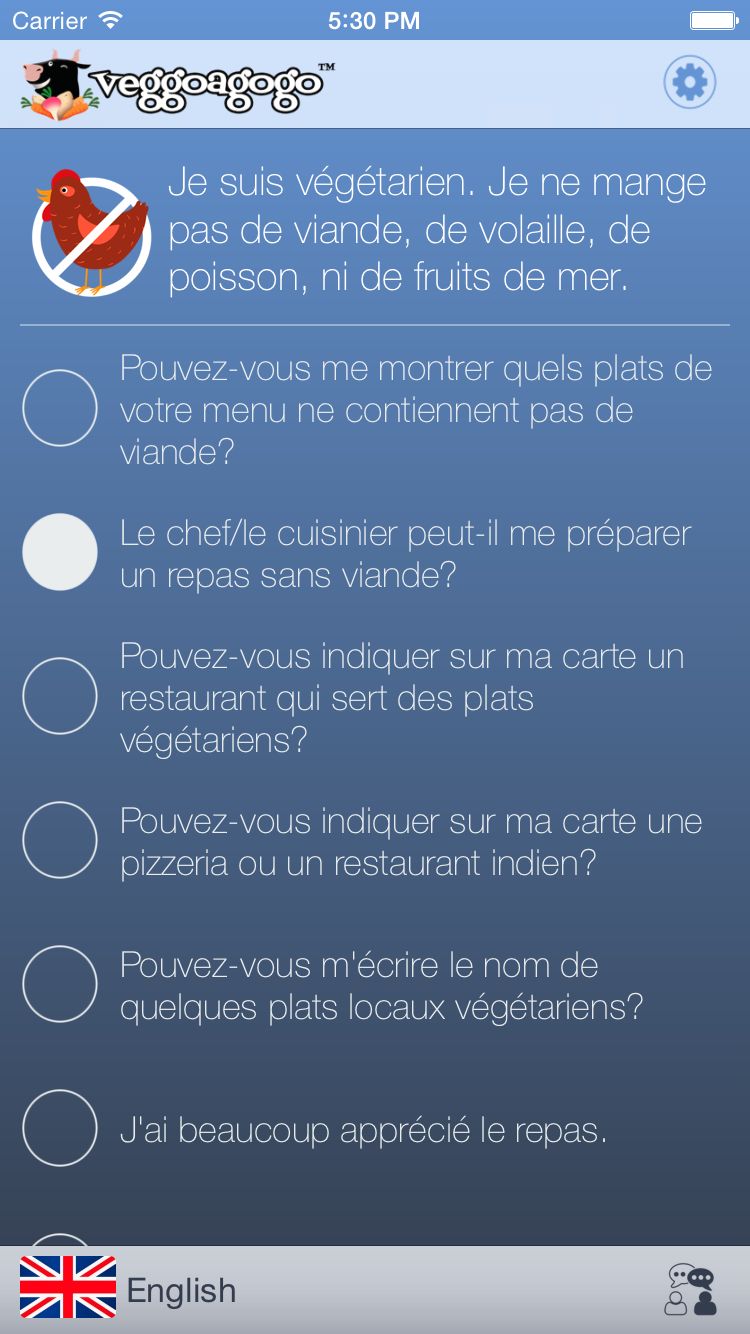 Carrier
5:30 PM
veggoagogo™
Je suis végétarien. Je ne mange
pas de viande, de volaille, de
poisson, ni de fruits de mer.
Pouvez-vous me montrer quels plats de
votre menu ne contiennent pas de
viande?
Le chef/le cuisinier peut-il me préparer
un repas sans viande?
Pouvez-vous indiquer sur ma carte un
restaurant qui sert des plats
végétariens?
Pouvez-vous indiquer sur ma carte une
pizzeria ou un restaurant indien?
Pouvez-vous m'écrire le nom de
quelques plats locaux végétariens?
J'ai beaucoup apprécié le repas.
English